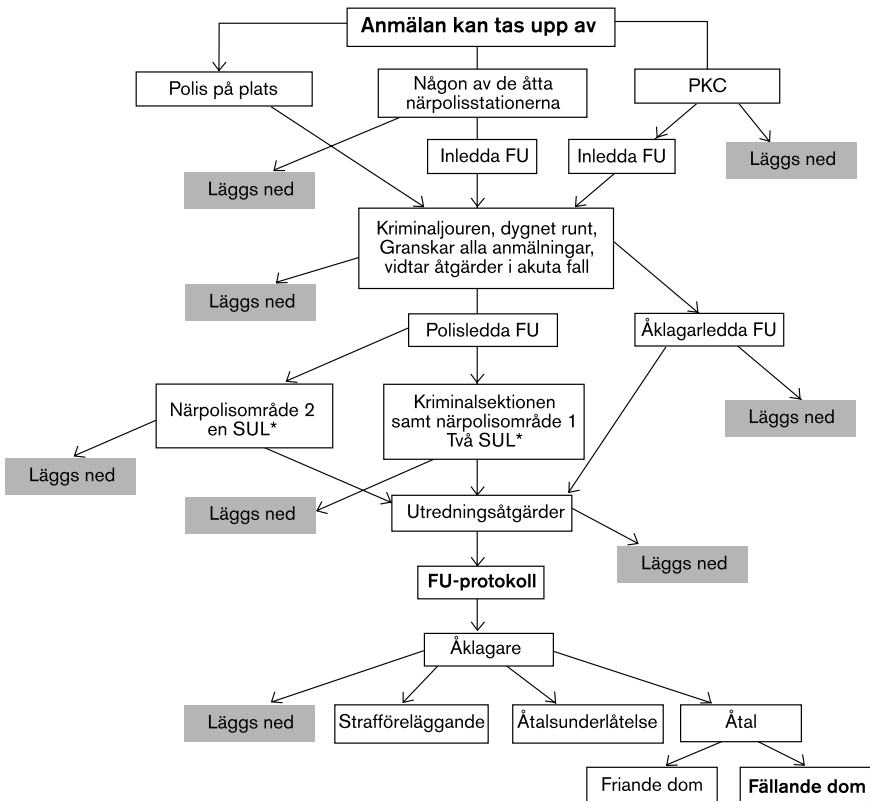 Anmälan kan tas upp av
Polis på plats
Någon av de åtta
närpolisstationerna
PKC
Inledda FU
Inledda FU
Läggs ned
Läggs ned
Kriminaljouren, dygnet runt,
Granskar alla anmälningar,
vidtar åtgärder i akuta fall
Läggs ned
Polisledda FU
Åklagarledda FU
Närpolisområde 2
en SUL*
Kriminalsektionen
samt närpolisområde 1
Två SUL*
Läggs ned
Läggs ned
Läggs ned
Utredningsåtgärder
Läggs ned
FU-protokoll
Åklagare
Läggs ned
Strafföreläggande
Åtalsunderlåtelse
Åtal
Friande dom
Fällande dom